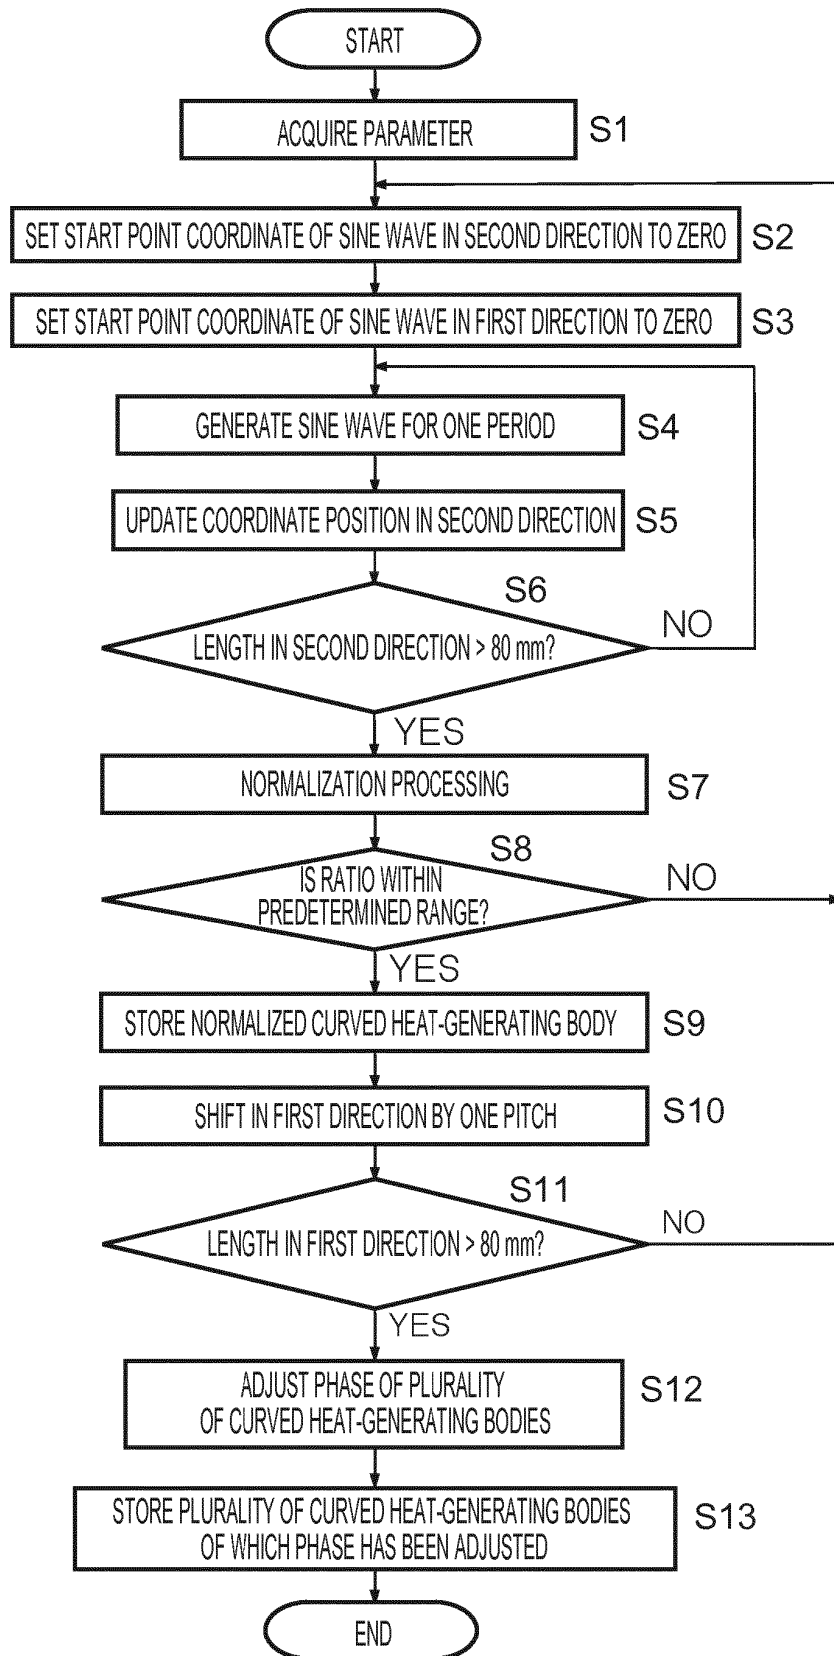 START
ACQUIRE PARAMETER
S1
SET START POINT COORDINATE OF SINE WAVE IN SECOND DIRECTION TO ZERO
S2
SET START POINT COORDINATE OF SINE WAVE IN FIRST DIRECTION TO ZERO
S3
GENERATE SINE WAVE FOR ONE PERIOD
S4
UPDATE COORDINATE POSITION IN SECOND DIRECTION
S5
S6
LENGTH IN SECOND DIRECTION > 80 mm?
NO
YES
NORMALIZATION PROCESSING
S7
S8
IS RATIO WITHIN
PREDETERMINED RANGE?
NO
YES
STORE NORMALIZED CURVED HEAT-GENERATING BODY
S9
SHIFT IN FIRST DIRECTION BY ONE PITCH
S10
S11
LENGTH IN FIRST DIRECTION > 80 mm?
NO
YES
ADJUST PHASE OF PLURALITY
OF CURVED HEAT-GENERATING BODIES
S12
STORE PLURALITY OF CURVED HEAT-GENERATING BODIES
OF WHICH PHASE HAS BEEN ADJUSTED
S13
END